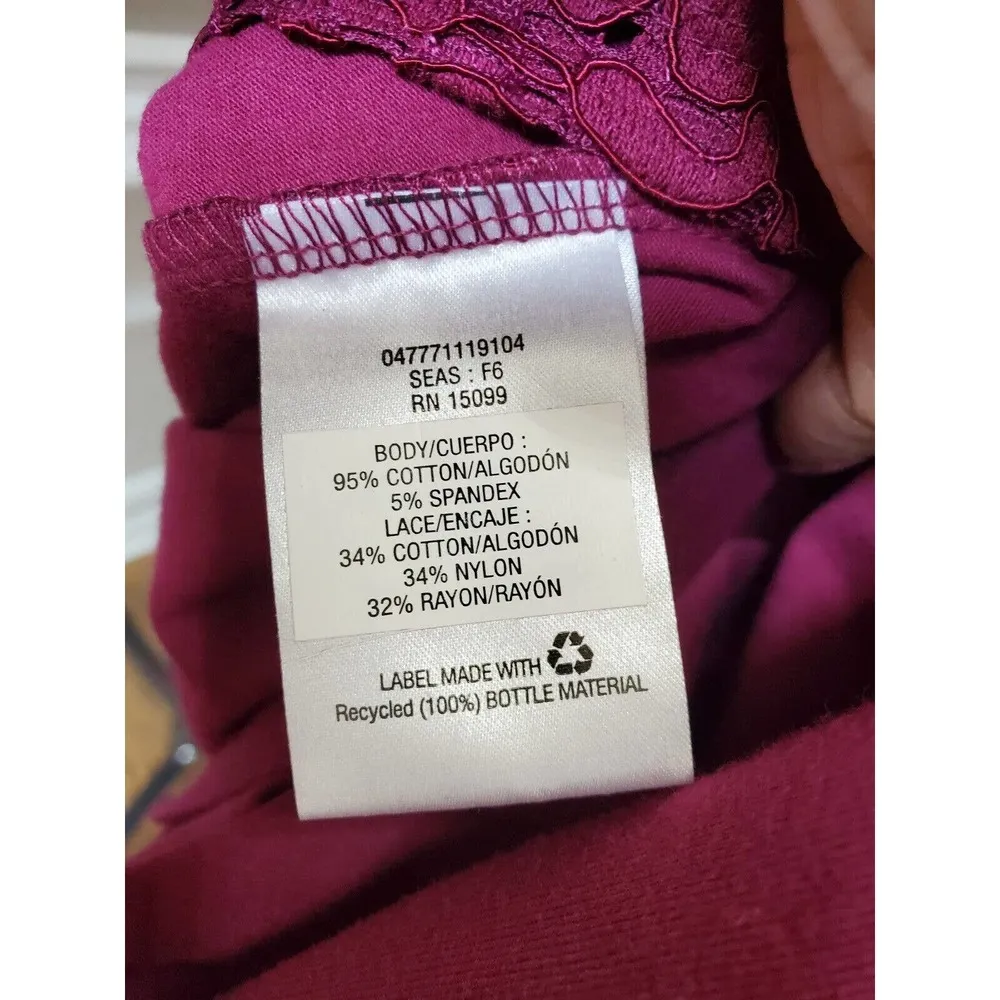 047771119104
SEAS : F6
RN 15099
BODY/CUERPO :
95% COTTON/ALGODÓN
5% SPANDEX
LACE/ENCAJE :
34% COTTON/ALGODÓN
34% NYLON
32% RAYON/RAYÓN
LABEL MADE WITH
Recycled (100%) BOTTLE MATERIAL